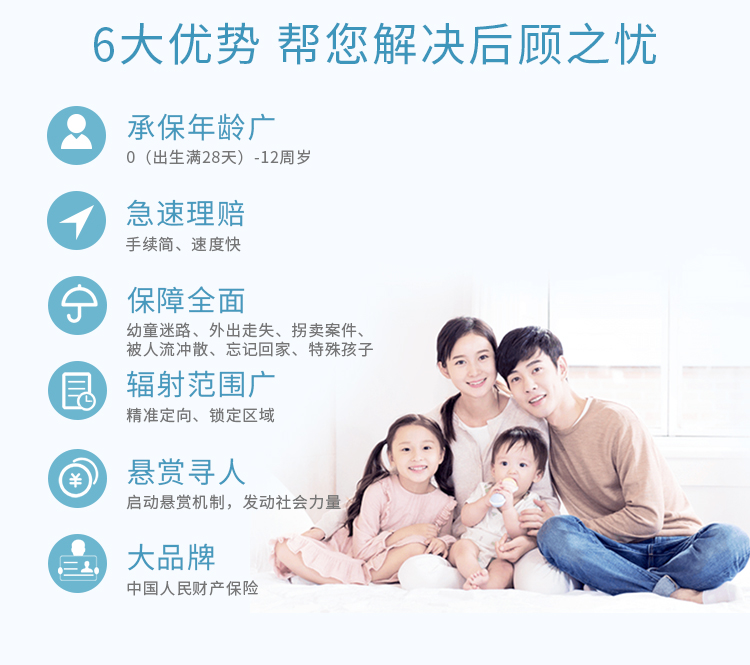 6大优势 帮您解决后顾之忧
承保年龄广
0（出生满28天）-12周岁
急速理赔
手续简、速度快
保障全面
幼童迷路、外出走失、拐卖案件、
被人流冲散、忘记回家、特殊孩子
辐射范围广
精准定向、锁定区域
悬赏寻人
启动悬赏机制，发动社会力量
大品牌
中国人民财产保险